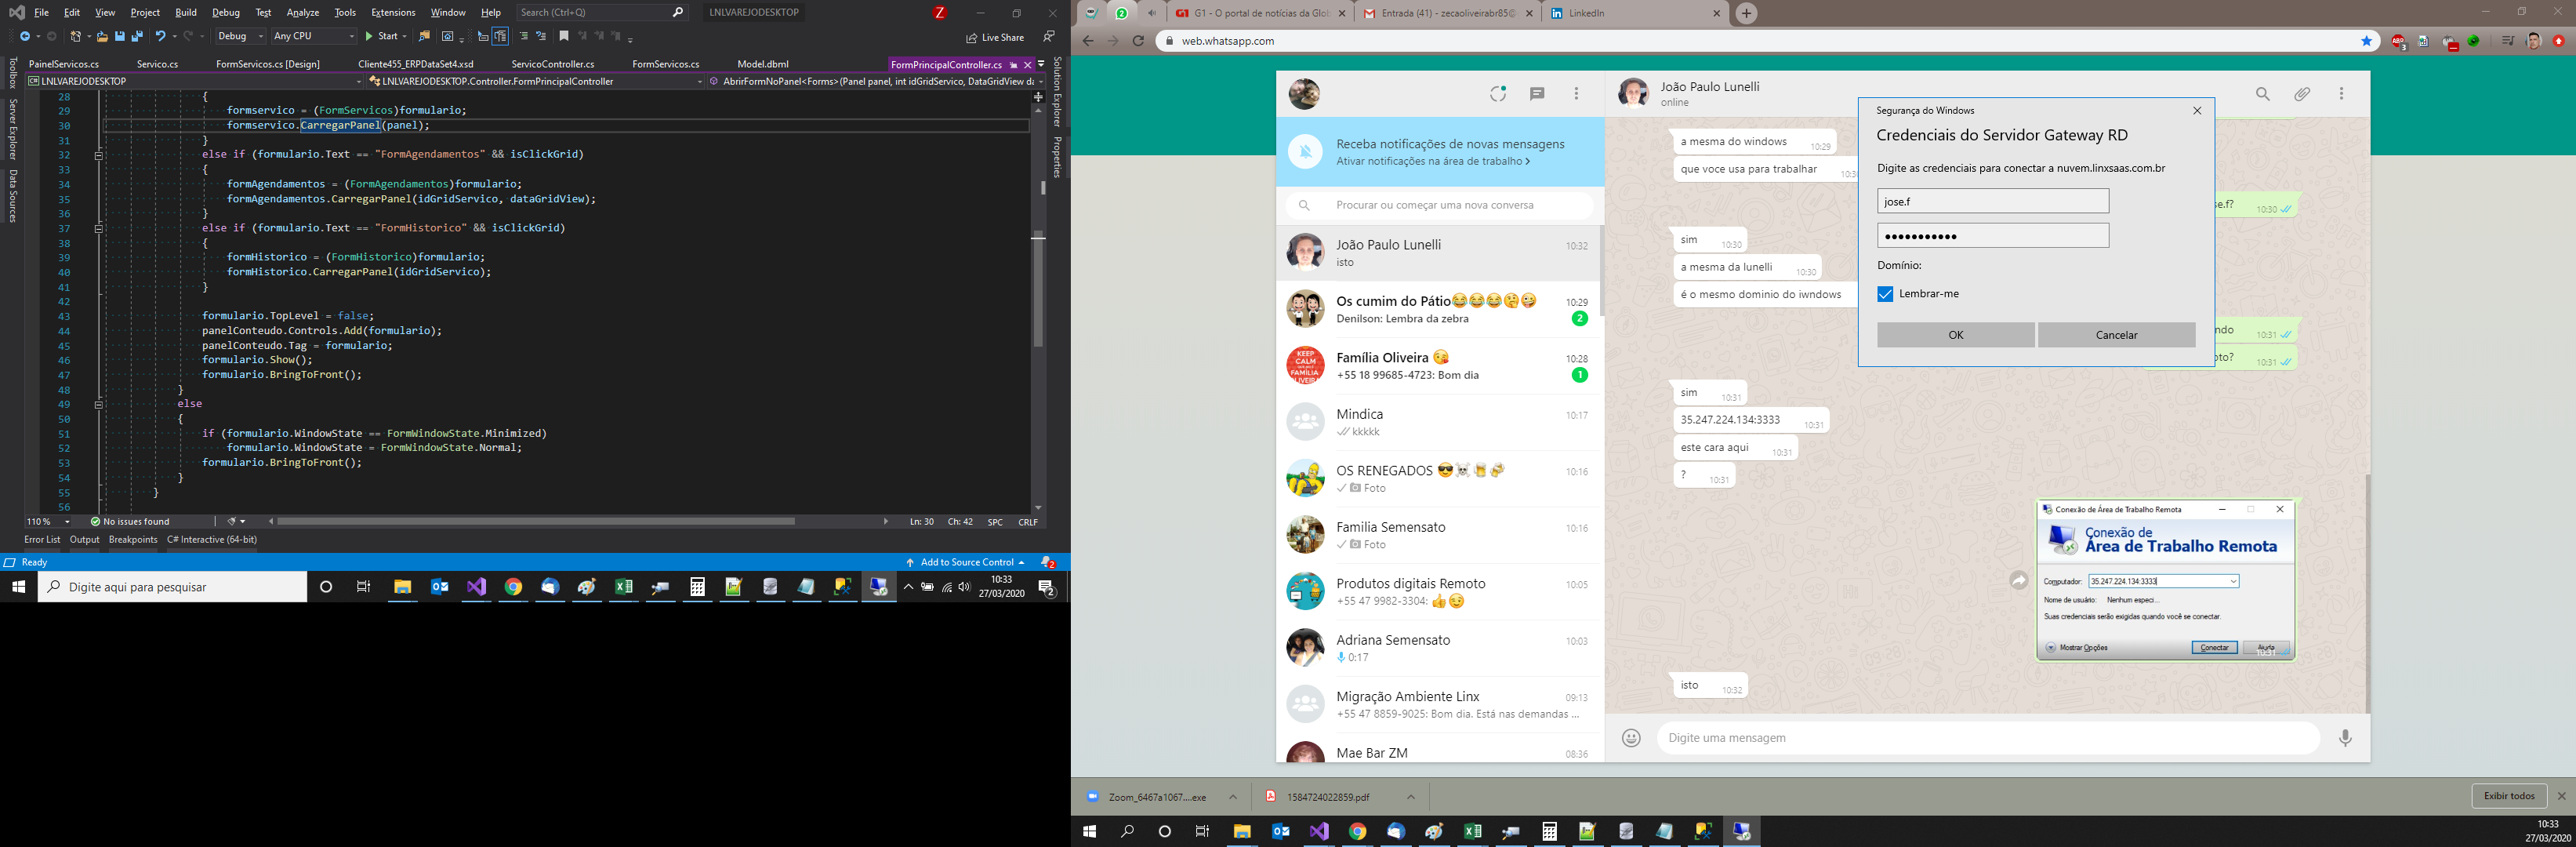 File Edit View Project Build Debug Test Analyze Tools Extensions Window Help Search (Ctrl+Q) LNLVAREJODESKTOP Z
Debug Any CPU Start Live Share
PainelServicos.cs Servico.cs FormServicos.cs [Design] Cliente455_ERPDataSet4.xsd ServicoController.cs FormServicos.cs Model.dbml FormPrincipalController.cs
LNLVAREJODESKTOP LNLVAREJODESKTOP.Controller.FormPrincipalController AbrirFormNoPanel<Forms>(Panel panel, int idGridServico, DataGridView da
Toolbox
Server Explorer
Data Sources
Solution Explorer
Properties
28 {
29 formservico = (FormServicos)formulario;
30 formservico.CarregarPanel(panel);
31 }
32 else if (formulario.Text == "FormAgendamentos" && isClickGrid)
33 {
34 formAgendamentos = (FormAgendamentos)formulario;
35 formAgendamentos.CarregarPanel(idGridServico, dataGridView);
36 }
37 else if (formulario.Text == "FormHistorico" && isClickGrid)
38 {
39 formHistorico = (FormHistorico)formulario;
40 formHistorico.CarregarPanel(idGridServico);
41 }
42
43 formulario.TopLevel = false;
44 panelConteudo.Controls.Add(formulario);
45 panelConteudo.Tag = formulario;
46 formulario.Show();
47 formulario.BringToFront();
48 }
49 else
50 {
51 if (formulario.WindowState == FormWindowState.Minimized)
52 formulario.WindowState = FormWindowState.Normal;
53 formulario.BringToFront();
54 }
55 }
56
110 % No issues found Ln: 30 Ch: 42 SPC CRLF
Error List Output Breakpoints C# Interactive (64-bit)
Ready Add to Source Control 2
Digite aqui para pesquisar 10:33
27/03/2020 2
G1 - O portal de notícias da Glob Entrada (41) - zecaoliveirabr85@ LinkedIn
web.whatsapp.com
Receba notificações de novas mensagens
Ativar notificações na área de trabalho
Procurar ou começar uma nova conversa
João Paulo Lunelli 10:32
isto
Os cumim do Pátio😂😂😂🤔🤪 10:29
Denilson: Lembra da zebra 2
Família Oliveira 😘 10:28
+55 18 99685-4723: Bom dia 1
Mindica 10:17
kkkkk
OS RENEGADOS 😎☠🍺🍻 10:16
Foto
Familia Semensato 10:16
Foto
Produtos digitais Remoto 10:05
+55 47 9982-3304: 👍😉
Adriana Semensato 10:03
0:17
Migração Ambiente Linx 09:13
+55 47 8859-9025: Bom dia. Está nas demandas ...
Mae Bar ZM 08:36
João Paulo Lunelli
online
a mesma do windows 10:29
que voce usa para trabalhar 10:30
se.f? 10:30
sim 10:30
a mesma da lunelli 10:30
é o mesmo dominio do iwndows
ndo 10:31
oto? 10:31
sim 10:31
35.247.224.134:3333 10:31
este cara aqui 10:31
? 10:31
Conexão de Área de Trabalho Remota
Conexão de
Área de Trabalho Remota
Computador: 35.247.224.134:3333
Nome de usuário: Nenhum especi...
Suas credenciais serão exigidas quando você se conectar.
Mostrar Opções Conectar Ajuda
10:31
isto 10:32
Digite uma mensagem
Segurança do Windows
Credenciais do Servidor Gateway RD
Digite as credenciais para conectar a nuvem.linxsaas.com.br
jose.f
•••••••••••
Domínio:
Lembrar-me
OK Cancelar
Zoom_6467a1067....exe 1584724022859.pdf Exibir todos
10:33
27/03/2020